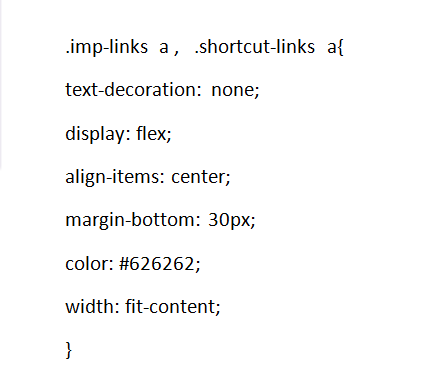 .imp-links a , .shortcut-links a{
text-decoration: none;
display: flex;
align-items: center;
margin-bottom: 30px;
color: #626262;
width: fit-content;
}